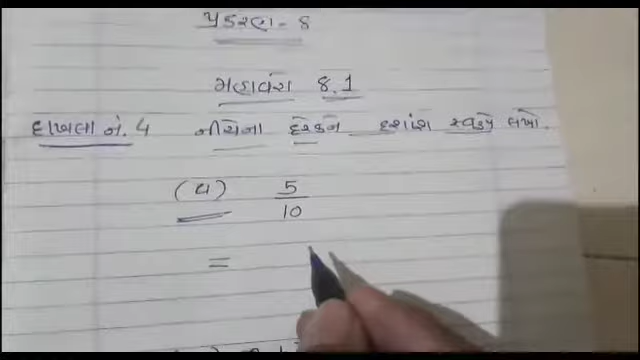 પ્રકરણ - 8
મહાવરા 8.1
દાખલા નં. 4 નીચેના દરેકને દશાંશ સ્વરૂપે લખો.
(ઘ) 5/10
=